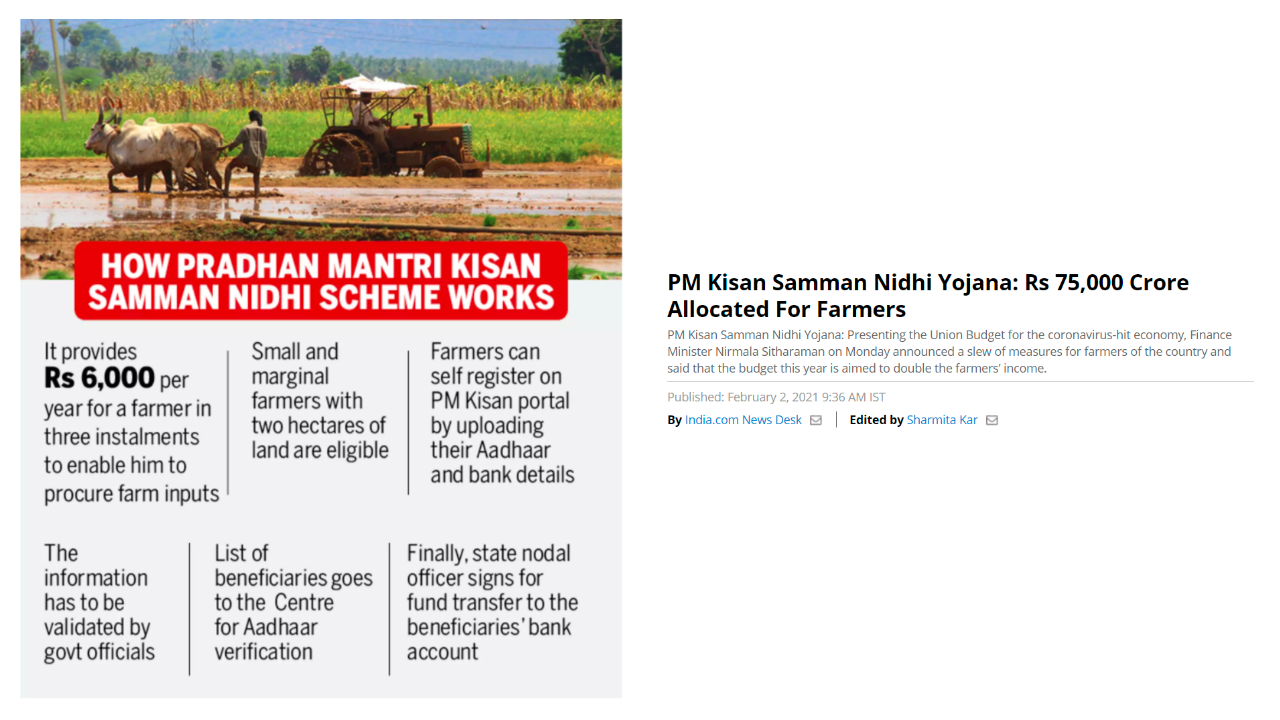 HOW PRADHAN MANTRI KISAN
SAMMAN NIDHI SCHEME WORKS
It provides
Rs 6,000 per
year for a farmer in
three instalments
to enable him to
procure farm inputs
Small and
marginal
farmers with
two hectares of
land are eligible
Farmers can
self register on
PM Kisan portal
by uploading
their Aadhaar
and bank details
The
information
has to be
validated by
govt officials
List of
beneficiaries goes
to the Centre
for Aadhaar
verification
Finally, state nodal
officer signs for
fund transfer to the
beneficiaries' bank
account
PM Kisan Samman Nidhi Yojana: Rs 75,000 Crore
Allocated For Farmers
PM Kisan Samman Nidhi Yojana: Presenting the Union Budget for the coronavirus-hit economy, Finance
Minister Nirmala Sitharaman on Monday announced a slew of measures for farmers of the country and
said that the budget this year is aimed to double the farmers' income.
Published: February 2, 2021 9:36 AM IST
By India.com News Desk | Edited by Sharmita Kar